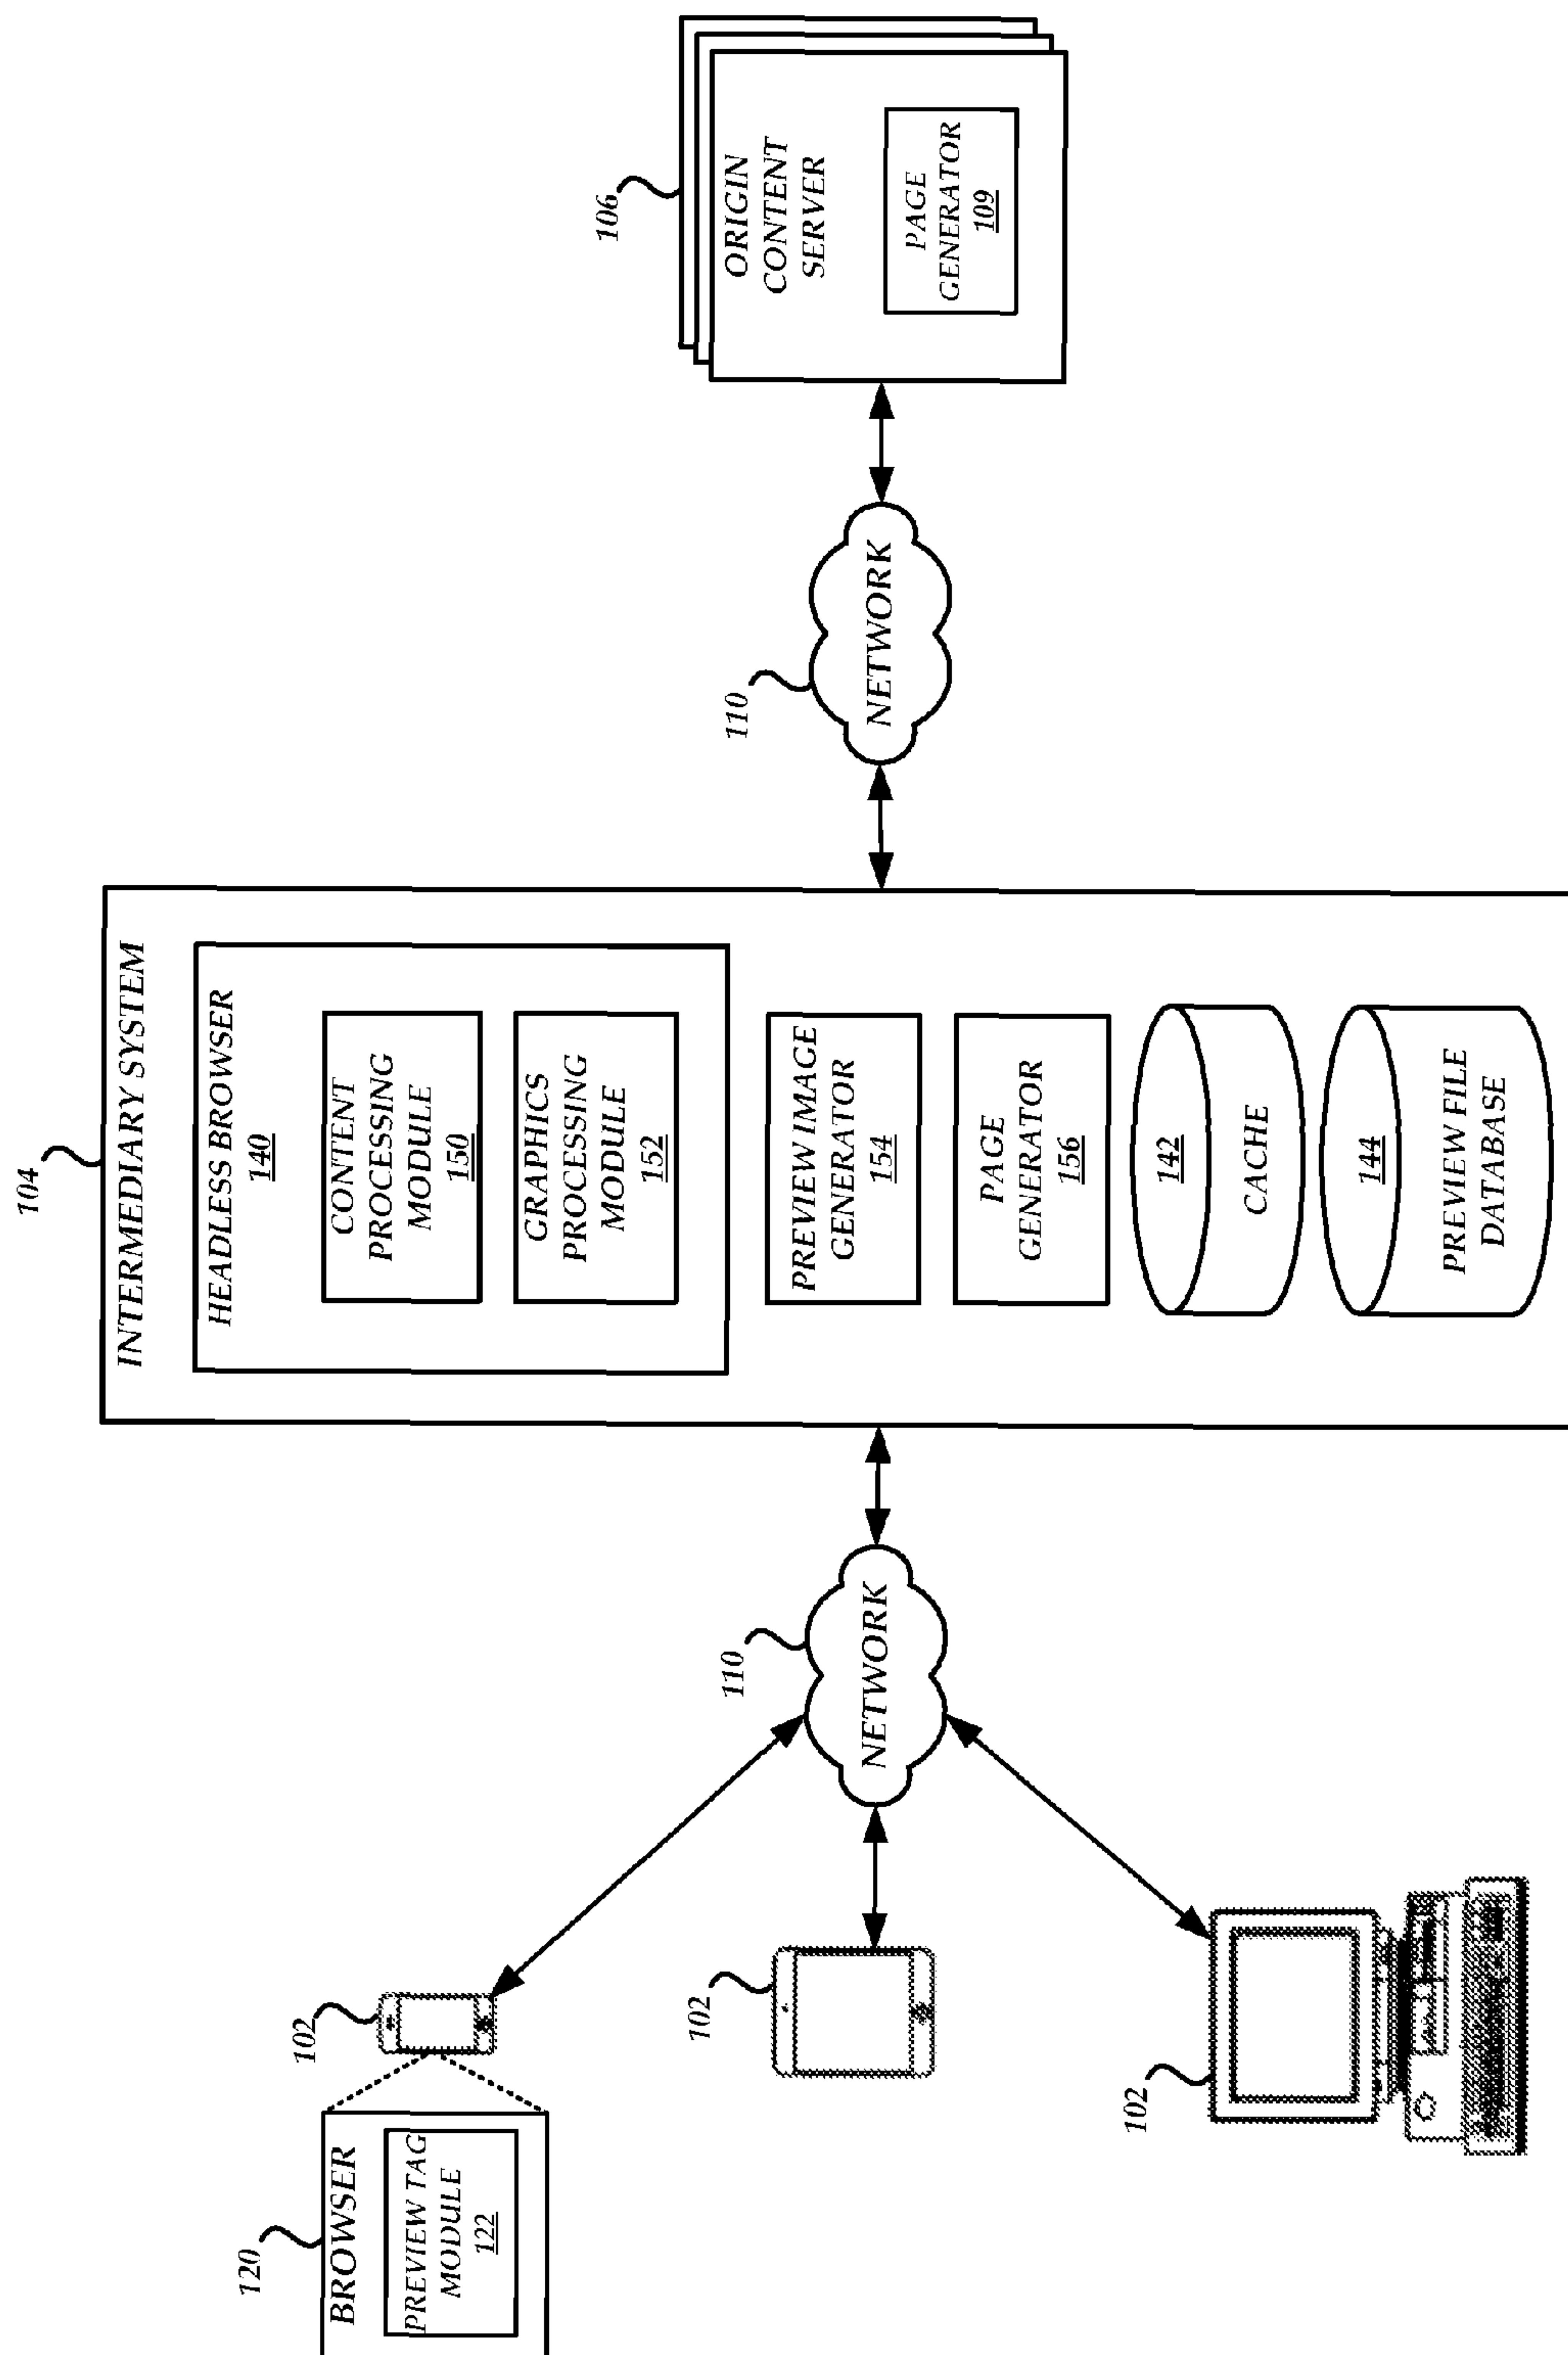 120
BROWSER
PREVIEW TAG
MODULE
122
102
102
102
110
NETWORK
104
INTERMEDIARY SYSTEM
HEADLESS BROWSER
140
CONTENT
PROCESSING
MODULE
150
GRAPHICS
PROCESSING
MODULE
152
PREVIEW IMAGE
GENERATOR
154
PAGE
GENERATOR
156
142
CACHE
144
PREVIEW FILE
DATABASE
110
NETWORK
106
ORIGIN
CONTENT
SERVER
PAGE
GENERATOR
109